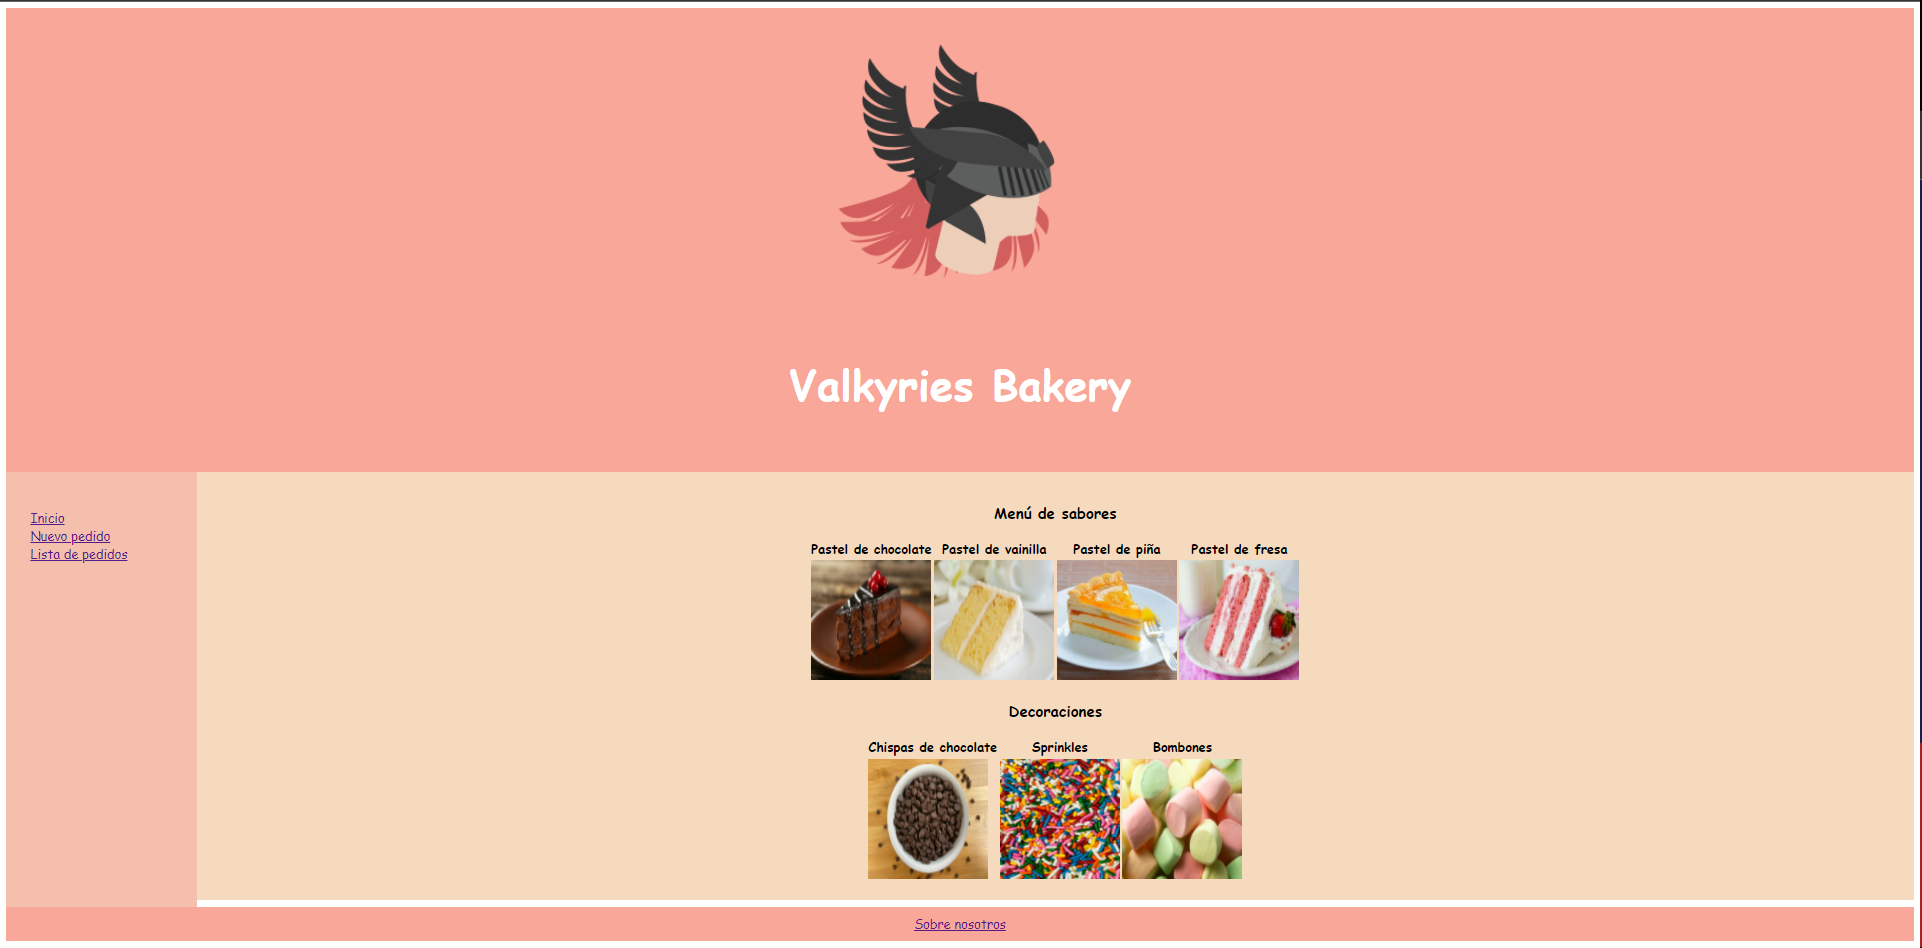 Valkyries Bakery
Inicio
Nuevo pedido
Lista de pedidos
Menú de sabores
Pastel de chocolate Pastel de vainilla Pastel de piña Pastel de fresa
Decoraciones
Chispas de chocolate Sprinkles Bombones
Sobre nosotros